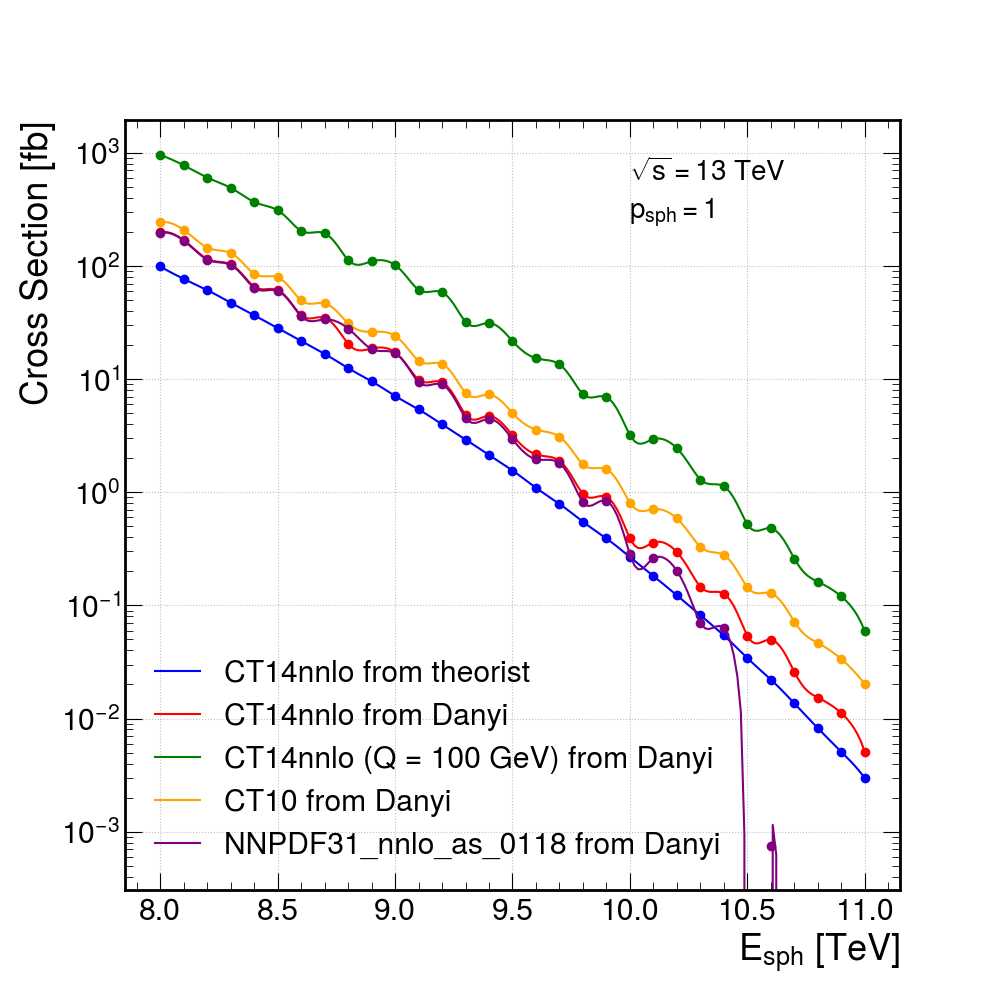 Cross Section [fb]
10³
10²
10¹
10⁰
10⁻¹
10⁻²
10⁻³
√s = 13 TeV
p_sph = 1
CT14nnlo from theorist
CT14nnlo from Danyi
CT14nnlo (Q = 100 GeV) from Danyi
CT10 from Danyi
NNPDF31_nnlo_as_0118 from Danyi
8.0 8.5 9.0 9.5 10.0 10.5 11.0
E_sph [TeV]